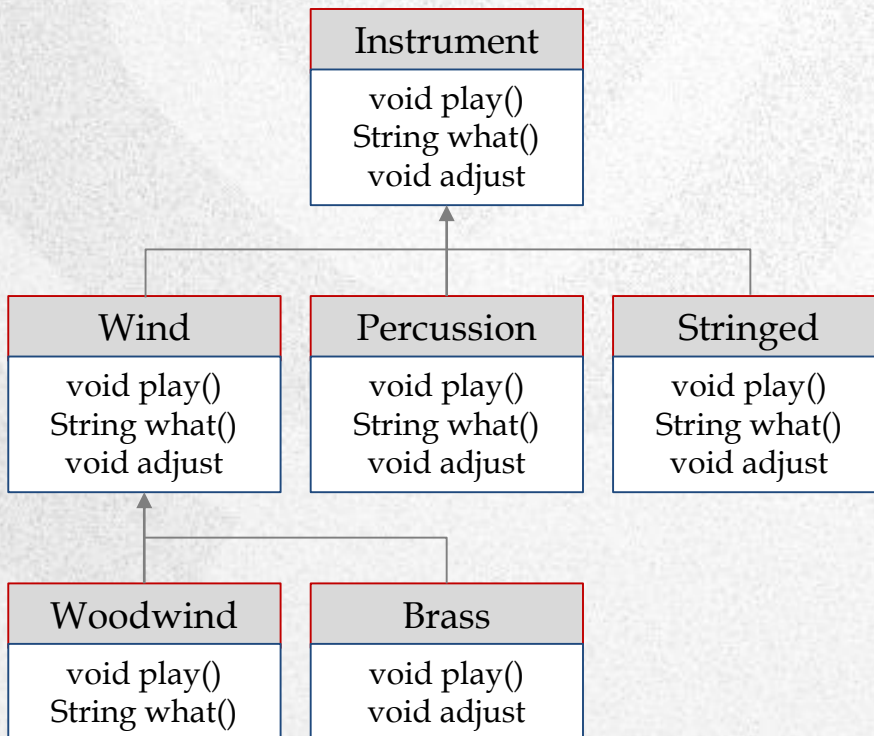 Instrument
void play()
String what()
void adjust
Wind
void play()
String what()
void adjust
Percussion
void play()
String what()
void adjust
Stringed
void play()
String what()
void adjust
Woodwind
void play()
String what()
Brass
void play()
void adjust